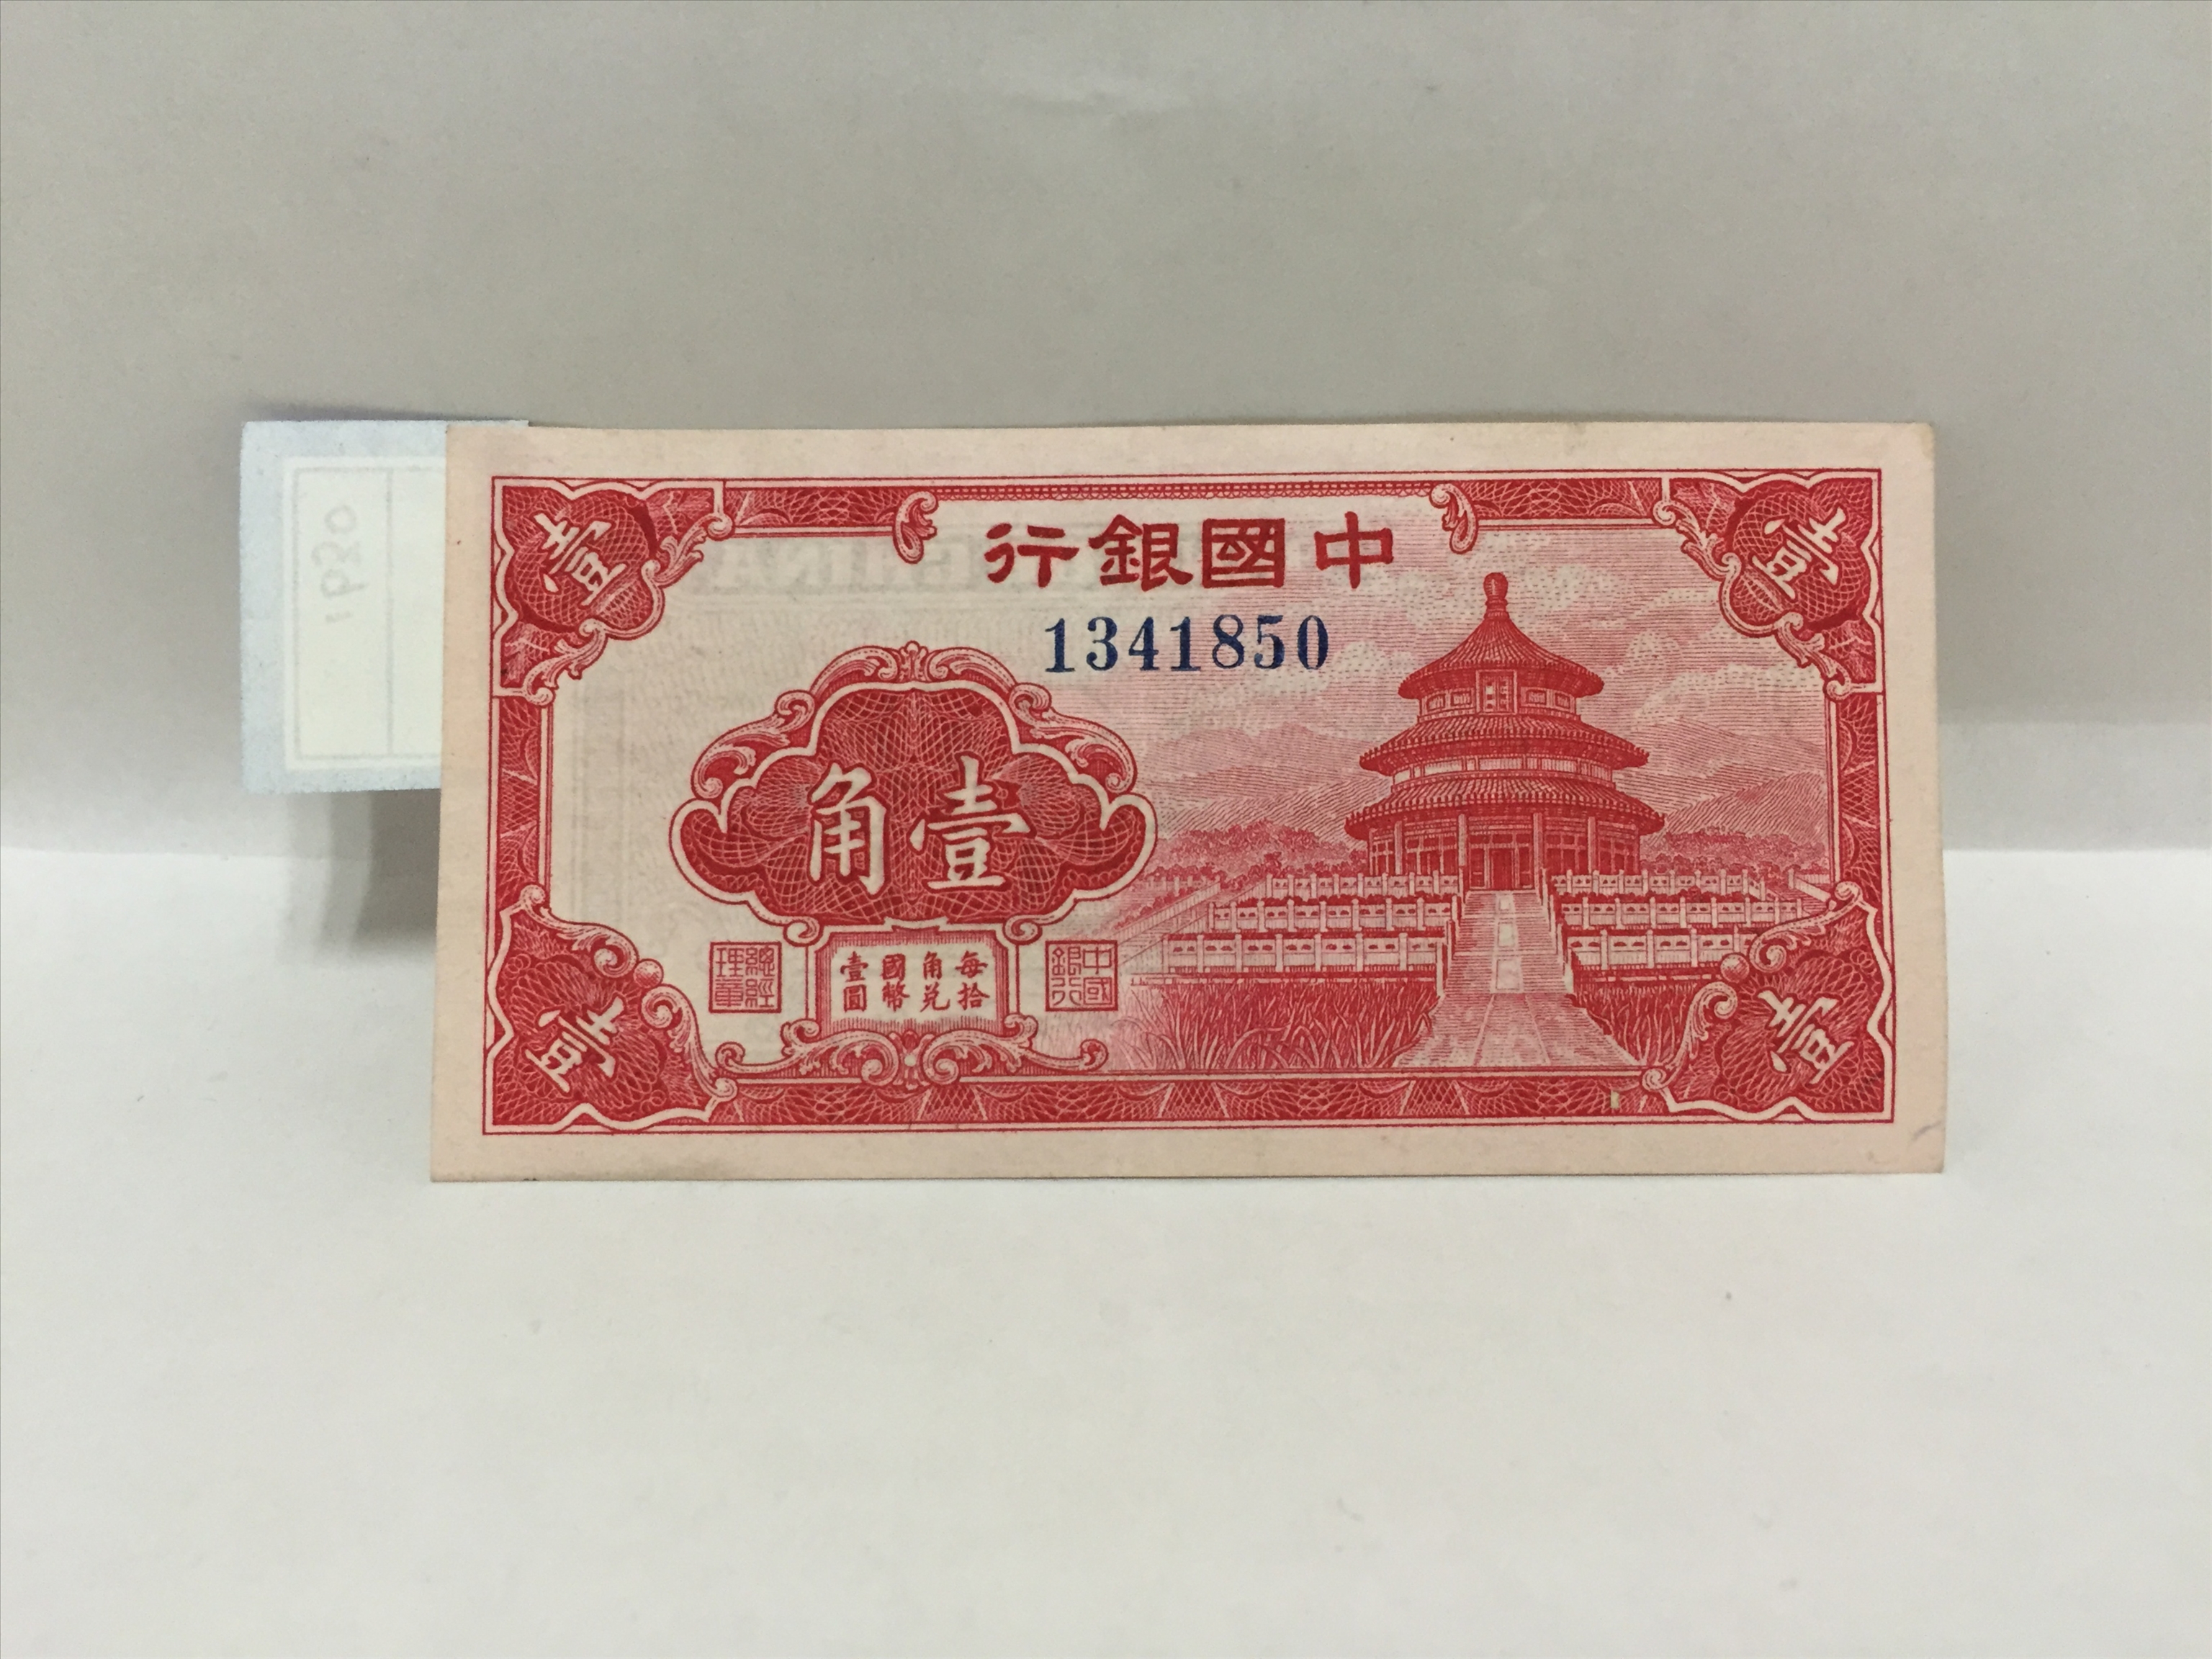 中國銀行
1341850
壹
壹
壹角
每拾
角兌
國幣
壹圓
中國
銀行
總經
理章
壹
壹